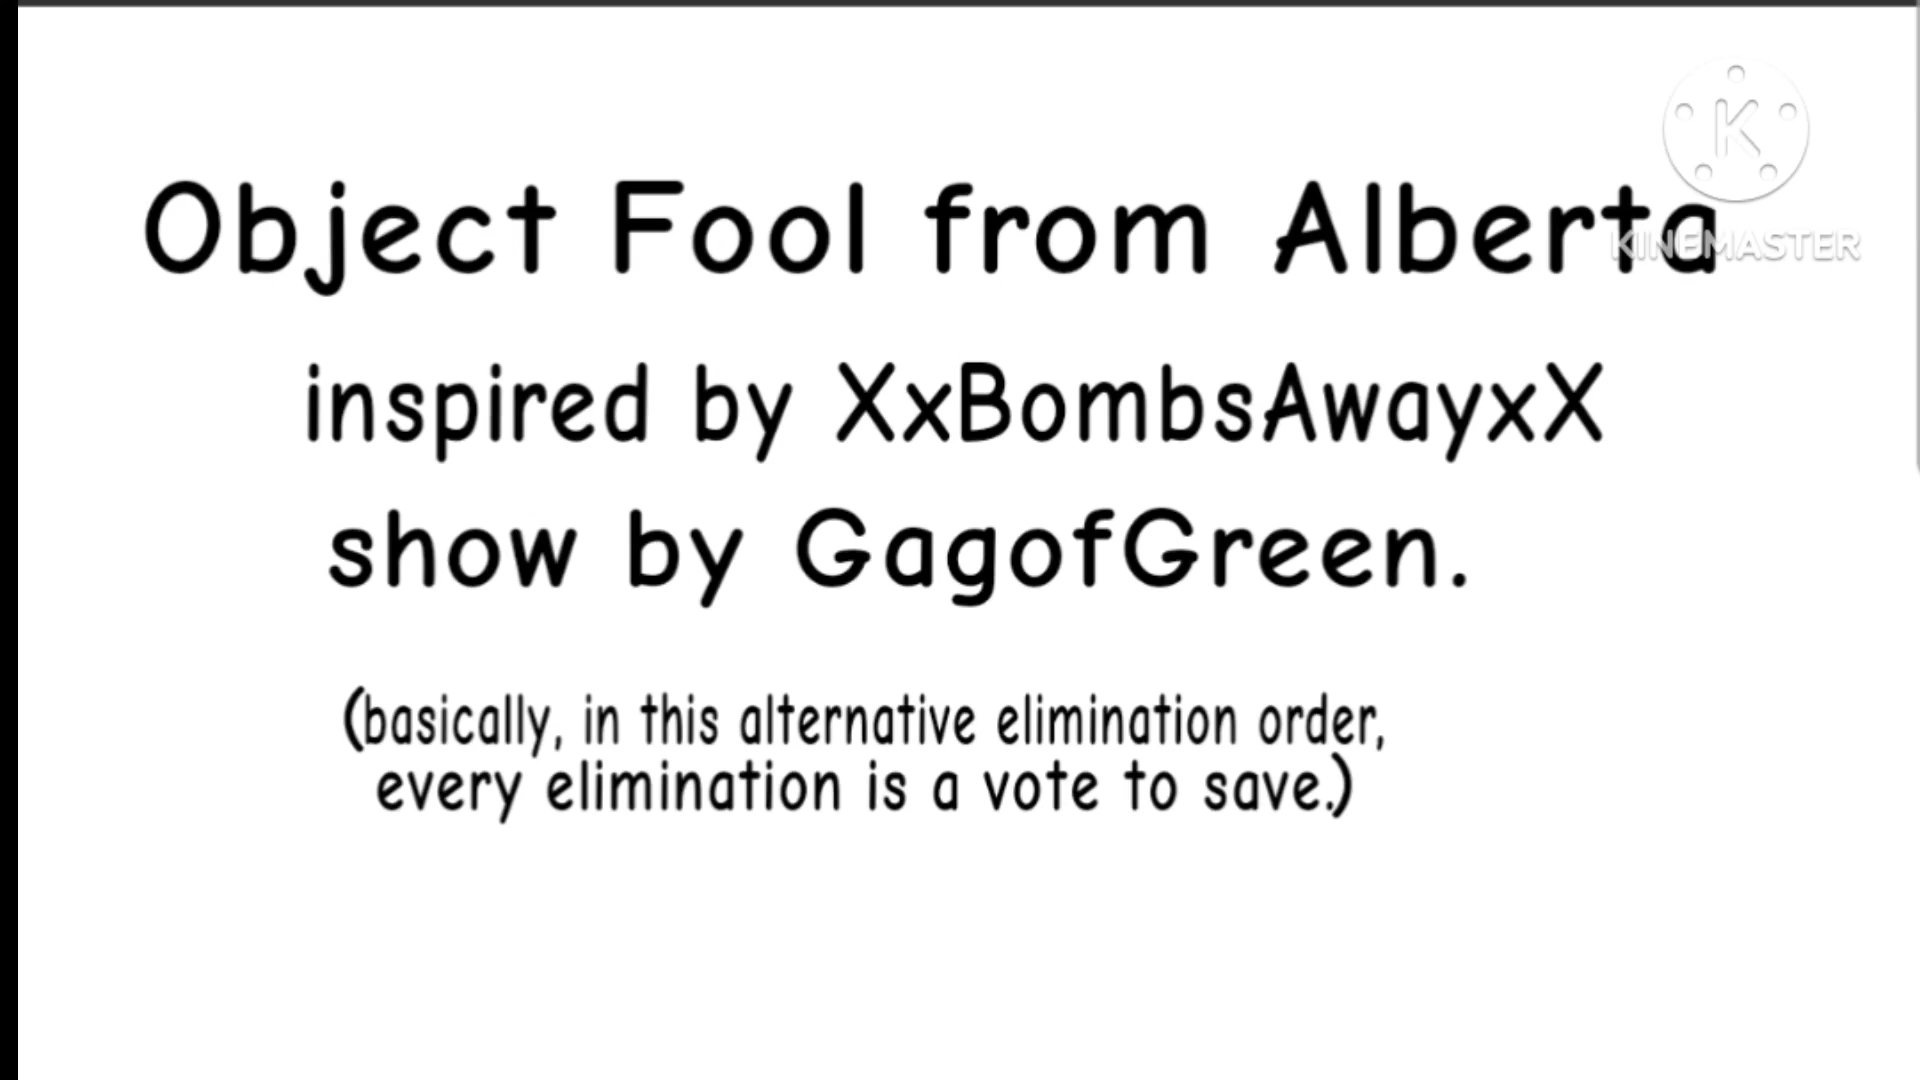 Object Fool from Alberta
inspired by XxBombsAwayxX
show by GagofGreen.
(basically, in this alternative elimination order,
every elimination is a vote to save.)
K
KINEMASTER